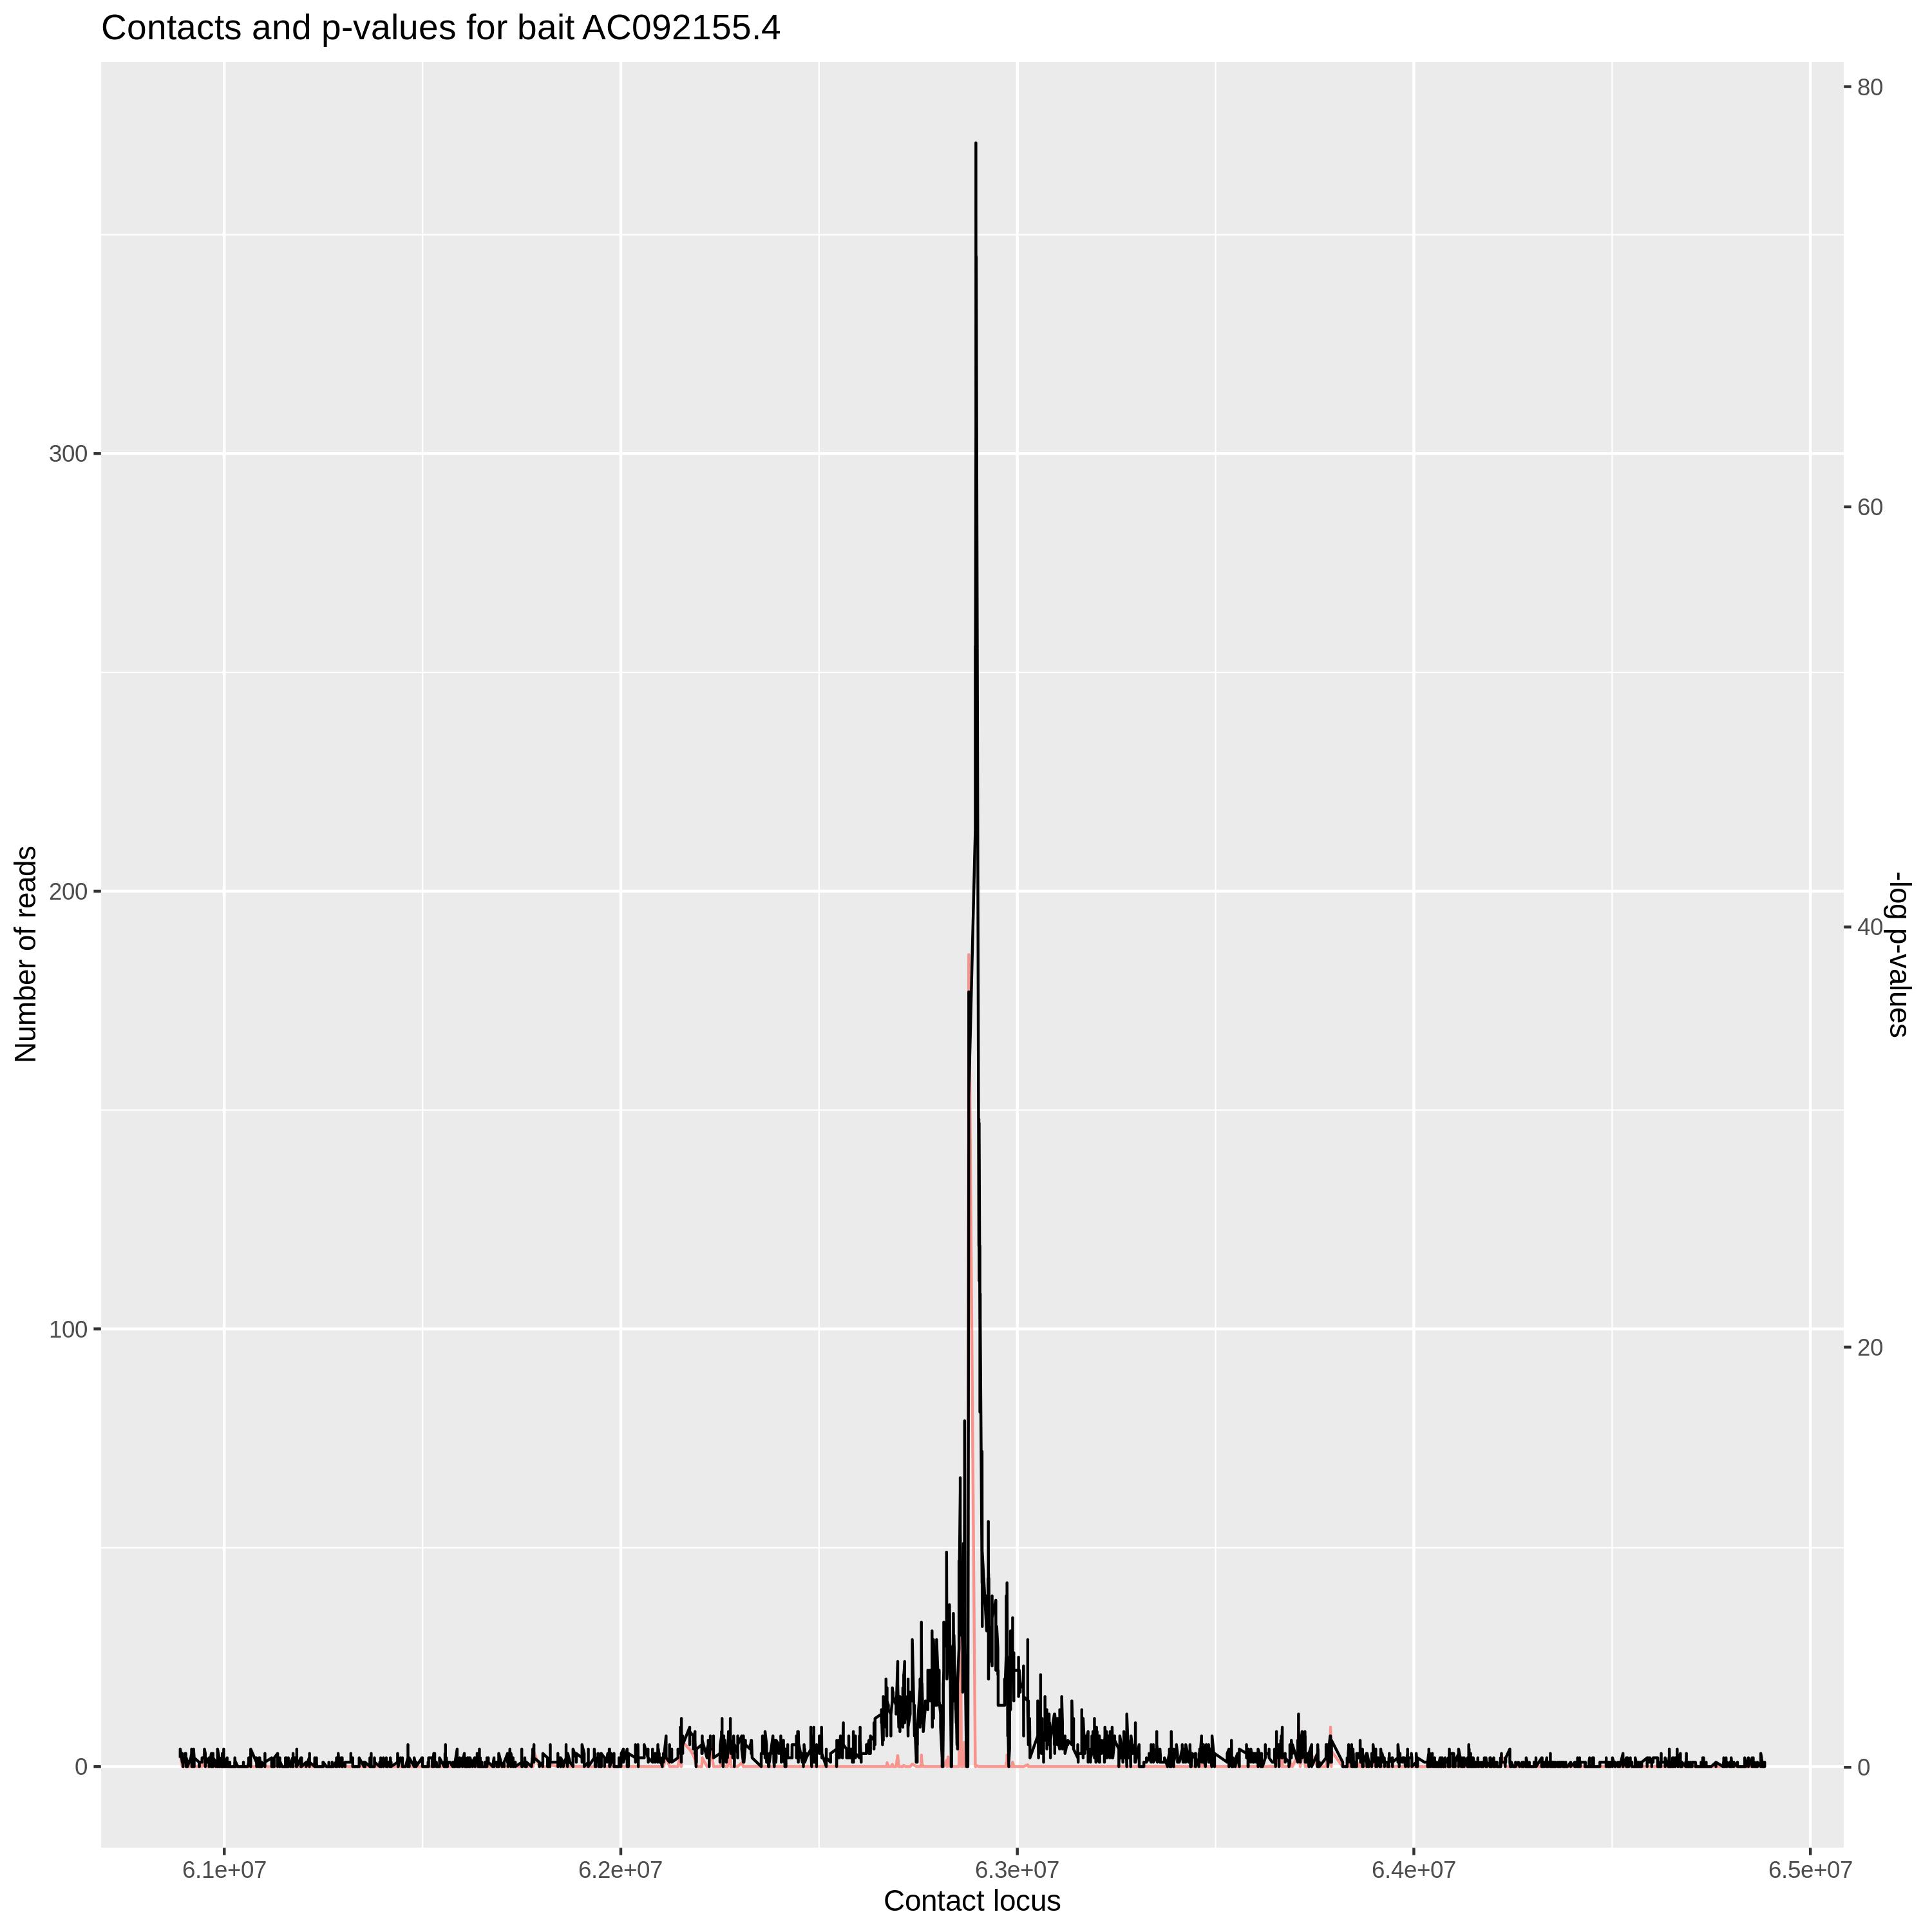 Contacts and p-values for bait AC092155.4
80
300
60
200
40
100
20
0
0
Number of reads
-log p-values
6.1e+07
6.2e+07
6.3e+07
6.4e+07
6.5e+07
Contact locus